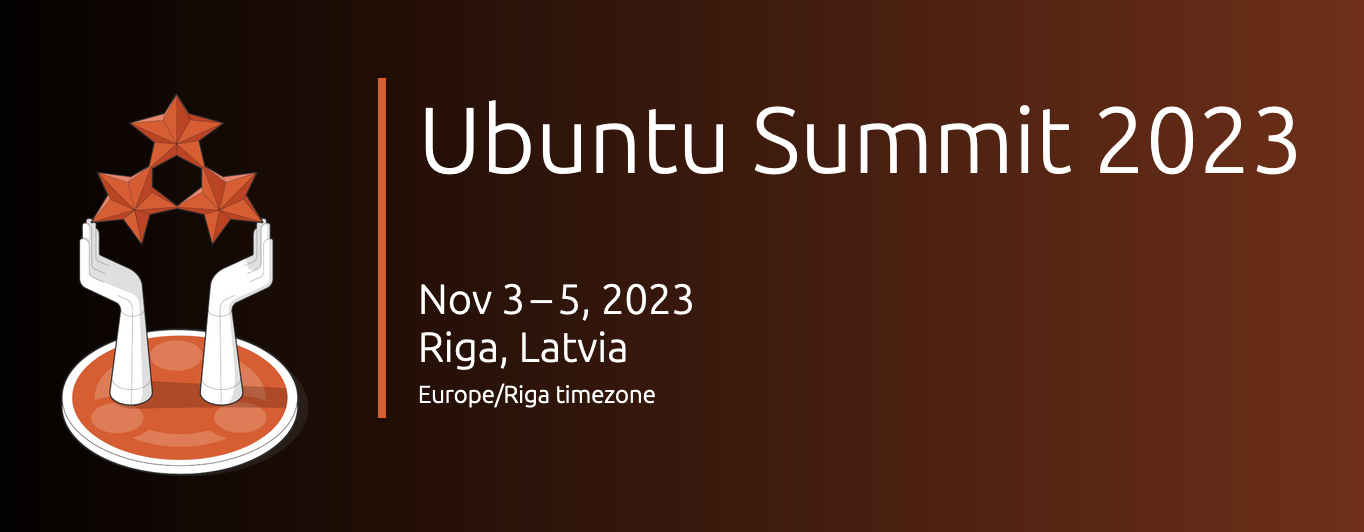 Ubuntu Summit 2023
Nov 3 – 5, 2023
Riga, Latvia
Europe/Riga timezone